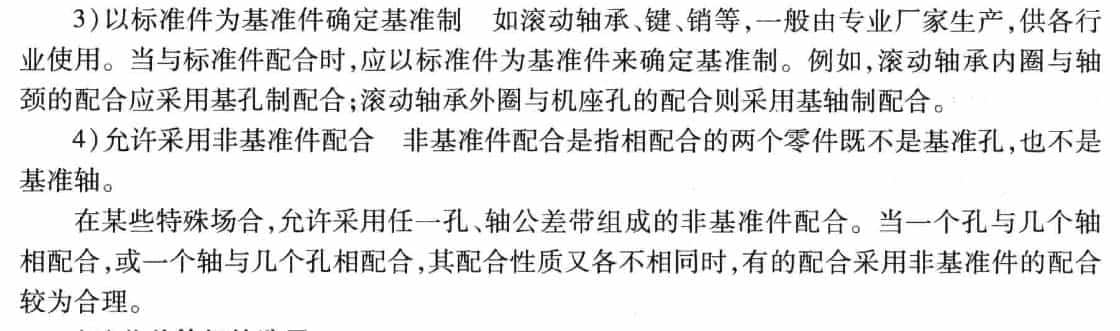 3)以标准件为基准件确定基准制　如滚动轴承、键、销等,一般由专业厂家生产,供各行
业使用。当与标准件配合时,应以标准件为基准件来确定基准制。例如,滚动轴承内圈与轴
颈的配合应采用基孔制配合;滚动轴承外圈与机座孔的配合则采用基轴制配合。
4)允许采用非基准件配合　非基准件配合是指相配合的两个零件既不是基准孔,也不是
基准轴。
在某些特殊场合,允许采用任一孔、轴公差带组成的非基准件配合。当一个孔与几个轴
相配合,或一个轴与几个孔相配合,其配合性质又各不相同时,有的配合采用非基准件的配合
较为合理。